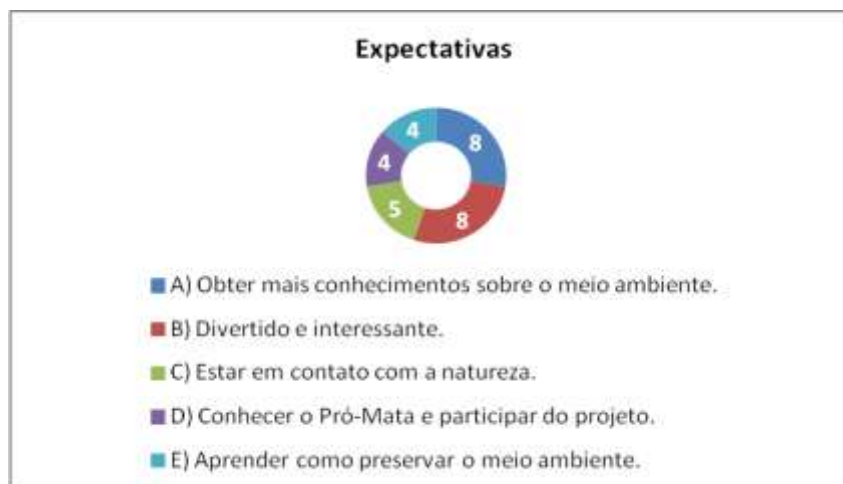 Expectativas
8
8
5
4
4
A) Obter mais conhecimentos sobre o meio ambiente.
B) Divertido e interessante.
C) Estar em contato com a natureza.
D) Conhecer o Pró-Mata e participar do projeto.
E) Aprender como preservar o meio ambiente.